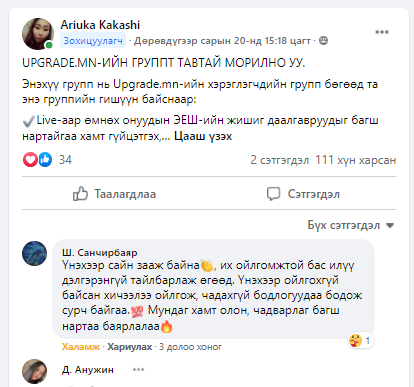 Ariuka Kakashi
Зохицуулагч · Дөрөвдүгээр сарын 20-нд 15:18 цагт ·
UPGRADE.MN-ИЙН ГРУППТ ТАВТАЙ МОРИЛНО УУ.
Энэхүү групп нь Upgrade.mn-ийн хэрэглэгчдийн групп бөгөөд та
энэ группийн гишүүн байснаар:
✔Live-аар өмнөх онуудын ЭЕШ-ийн жишиг даалгавруудыг багш
нартайгаа хамт гүйцэтгэх,... Цааш үзэх
34
2 сэтгэгдэл 111 хүн харсан
Таалагдлаа
Сэтгэгдэл
Бүх сэтгэгдэл
Ш. Санчирбаяр
Үнэхээр сайн зааж байна👏, их ойлгомжтой бас илүү
дэлгэрэнгүй тайлбарлаж өгөөд. Үнэхээр ойлгохгүй
байсан хичээлээ ойлгож, чадахгүй бодлогуудаа бодож
сурч байгаа.💯 Мундаг хамт олон, чадварлаг багш
нартаа баярлалаа🔥
1
Халамж · Хариулах · 3 долоо хоног
Д. Анужин